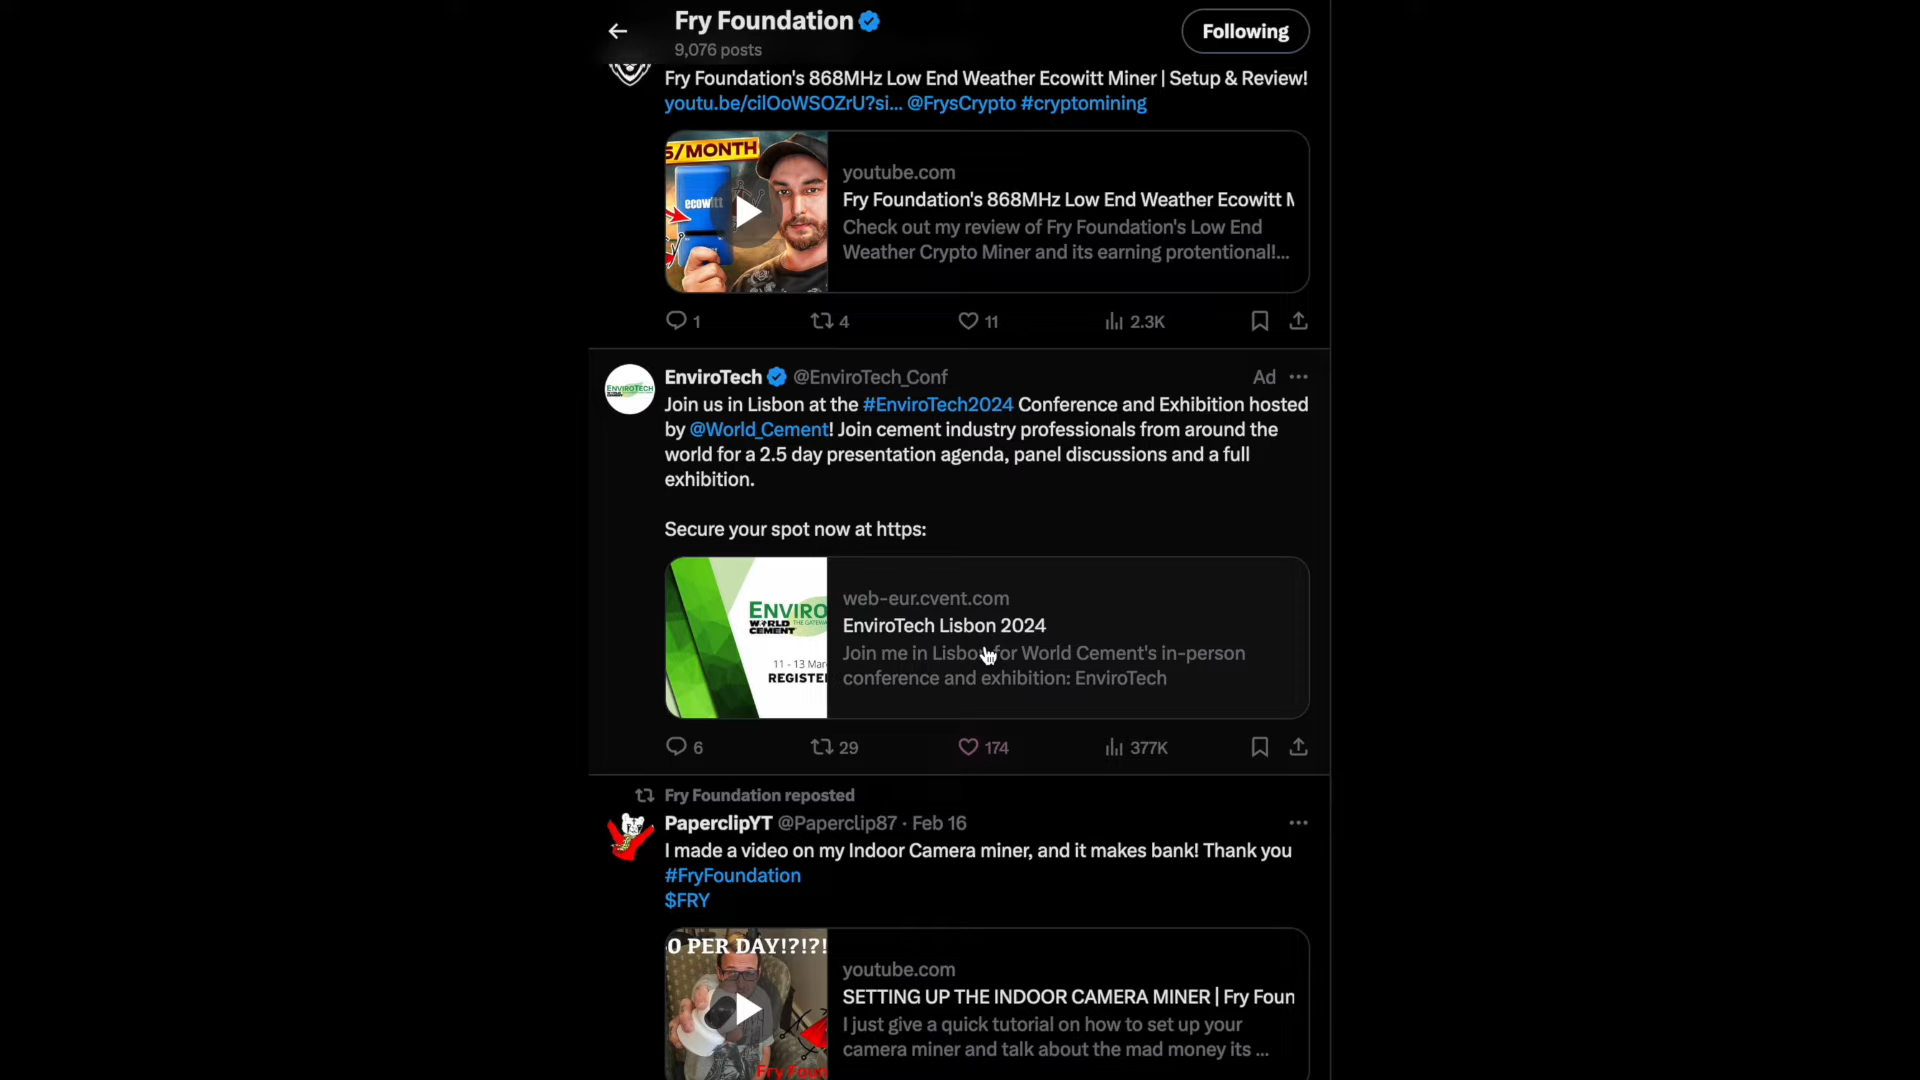 Fry Foundation
9,076 posts
Following
Fry Foundation's 868MHz Low End Weather Ecowitt Miner | Setup & Review!
youtu.be/cilOoWSOZrU?si... @FrysCrypto #cryptomining
5/MONTH
ecowitt
youtube.com
Fry Foundation's 868MHz Low End Weather Ecowitt M
Check out my review of Fry Foundation's Low End
Weather Crypto Miner and its earning protentional!...
1 4 11 2.3K
EnviroTech @EnviroTech_Conf Ad
Join us in Lisbon at the #EnviroTech2024 Conference and Exhibition hosted
by @World_Cement! Join cement industry professionals from around the
world for a 2.5 day presentation agenda, panel discussions and a full
exhibition.
Secure your spot now at https:
ENVIRO
WORLD CEMENT
THE GATEW
11 - 13 Mar
REGISTE
web-eur.cvent.com
EnviroTech Lisbon 2024
Join me in Lisbon for World Cement's in-person
conference and exhibition: EnviroTech
6 29 174 377K
Fry Foundation reposted
PaperclipYT @Paperclip87 · Feb 16
I made a video on my Indoor Camera miner, and it makes bank! Thank you
#FryFoundation
$FRY
0 PER DAY!?!?!
Fry Foun
youtube.com
SETTING UP THE INDOOR CAMERA MINER | Fry Foun
I just give a quick tutorial on how to set up your
camera miner and talk about the mad money its ...